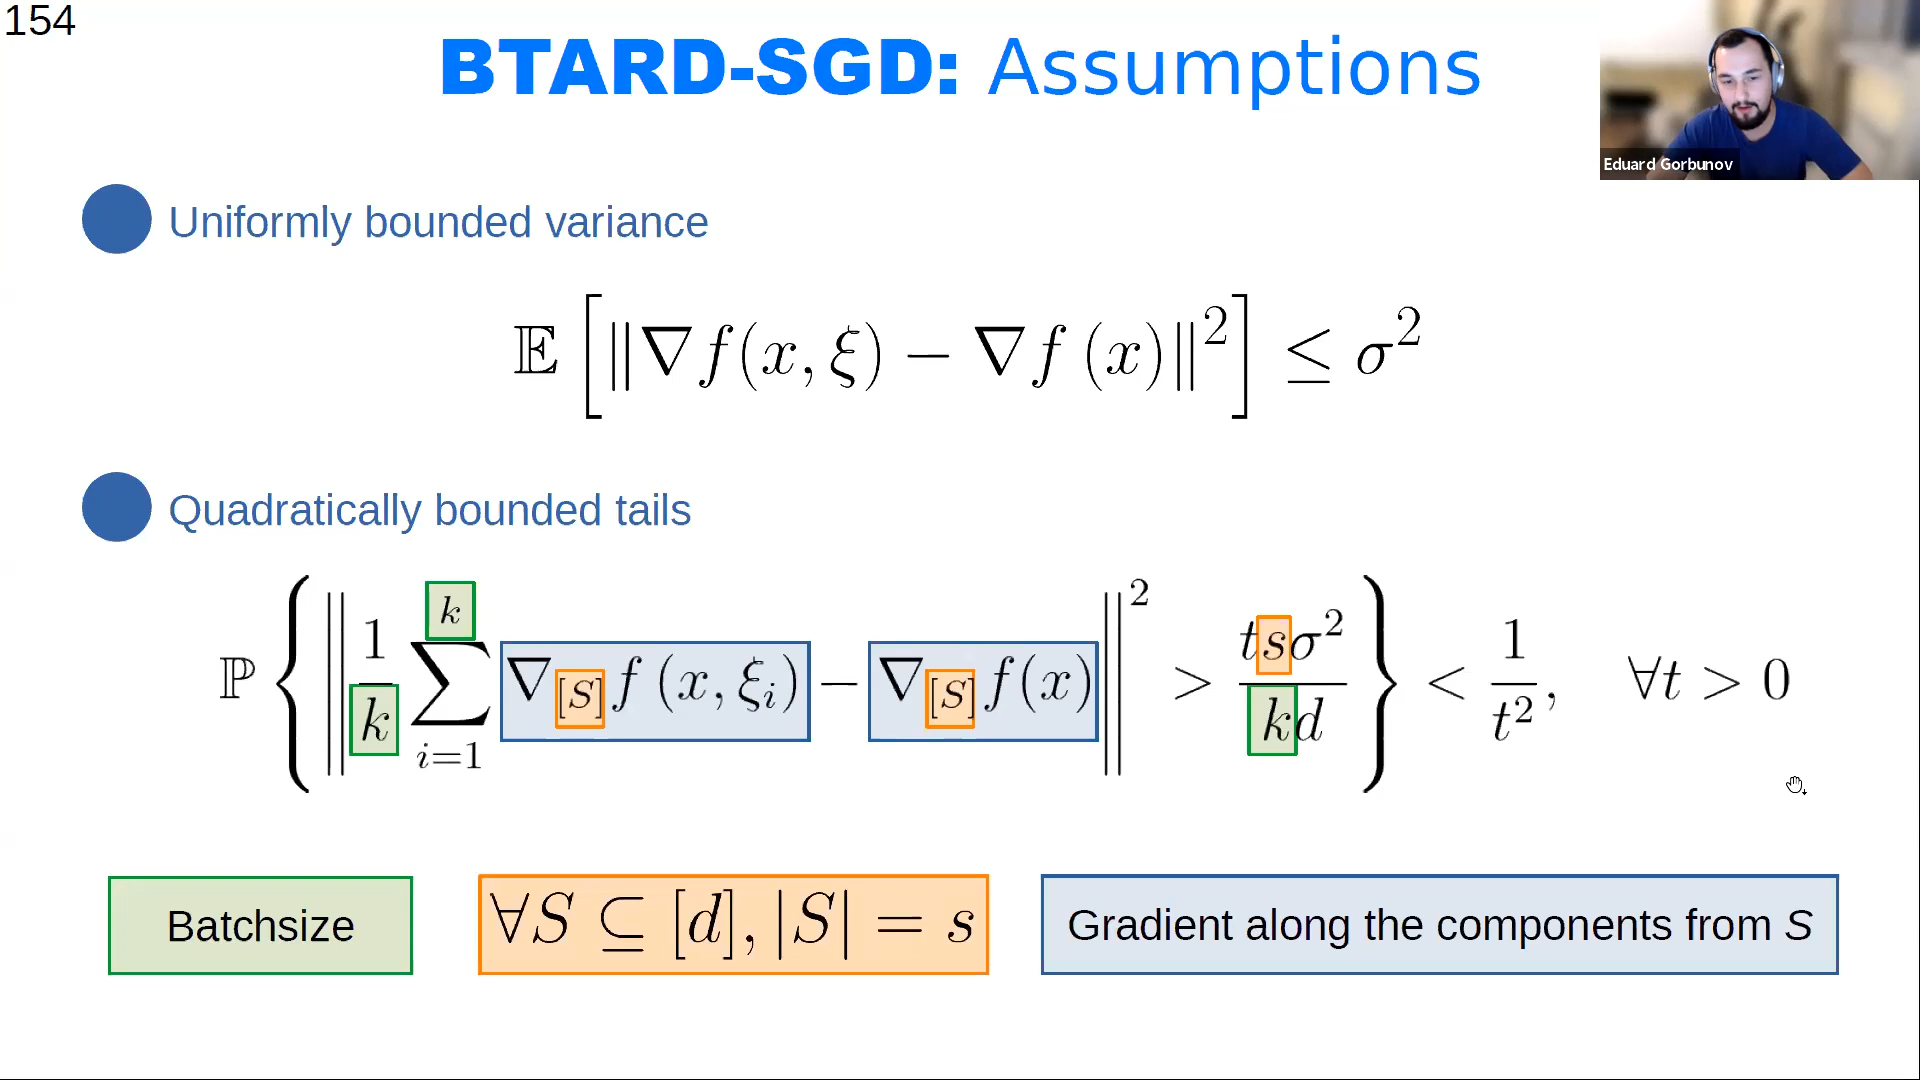 154
BTARD-SGD: Assumptions
Eduard Gorbunov
Uniformly bounded variance
𝔼 [‖∇f(x, ξ) − ∇f (x)‖²] ≤ σ²
Quadratically bounded tails
ℙ { ‖ 1/k ∑_{i=1}^{k} ∇_{[S]} f (x, ξ_i) − ∇_{[S]} f(x) ‖² > tsσ²/kd } < 1/t², ∀t > 0
Batchsize
∀S ⊆ [d], |S| = s
Gradient along the components from S